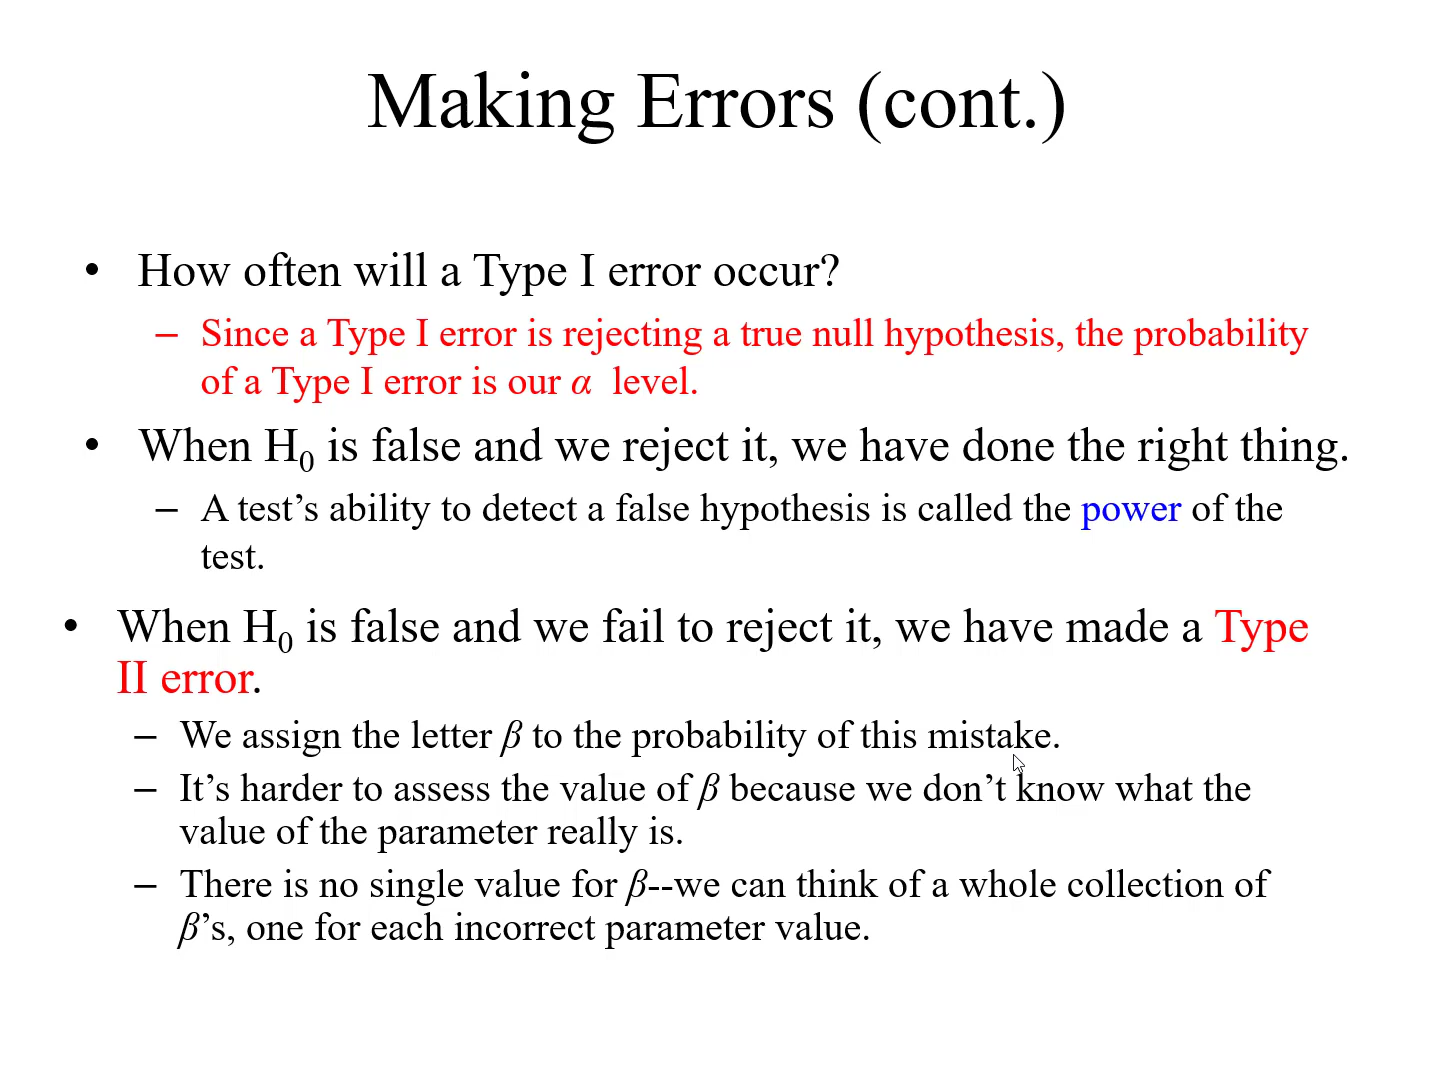 Making Errors (cont.)
• How often will a Type I error occur?
– Since a Type I error is rejecting a true null hypothesis, the probability
of a Type I error is our α level.
• When H₀ is false and we reject it, we have done the right thing.
– A test’s ability to detect a false hypothesis is called the power of the
test.
• When H₀ is false and we fail to reject it, we have made a Type
II error.
– We assign the letter β to the probability of this mistake.
– It’s harder to assess the value of β because we don’t know what the
value of the parameter really is.
– There is no single value for β--we can think of a whole collection of
β’s, one for each incorrect parameter value.